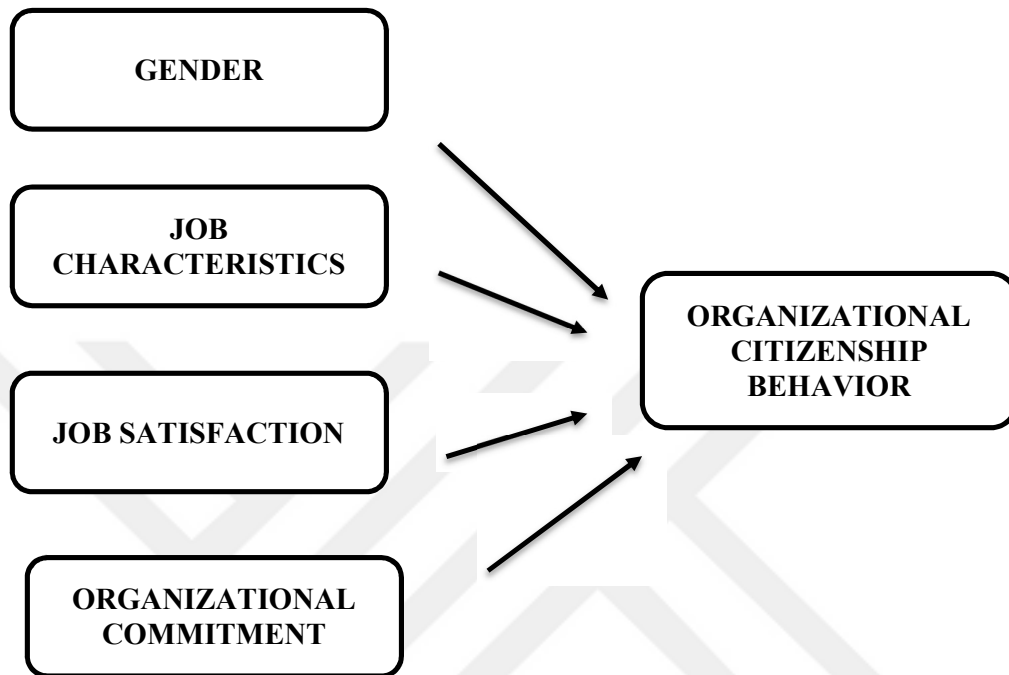 GENDER
JOB
CHARACTERISTICS
JOB SATISFACTION
ORGANIZATIONAL
COMMITMENT
ORGANIZATIONAL
CITIZENSHIP
BEHAVIOR